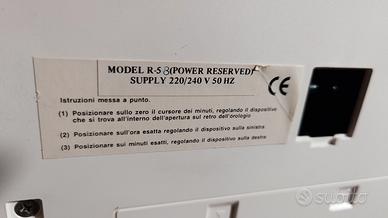 MODEL R-58(POWER RESERVED)
SUPPLY 220/240 V 50 HZ
CE
Istruzioni messa a punto.
(1) Posizionare sullo zero il cursore dei minuti, regolando il dispositivo
che si trova all'interno dell'apertura sul retro dell'orologio
(2) Posizionare sull'ora esatta regolando il dispositivo sulla sinistra
(3) Posizionare sui minuti esatti, regolando il dispositivo sulla destra
subito